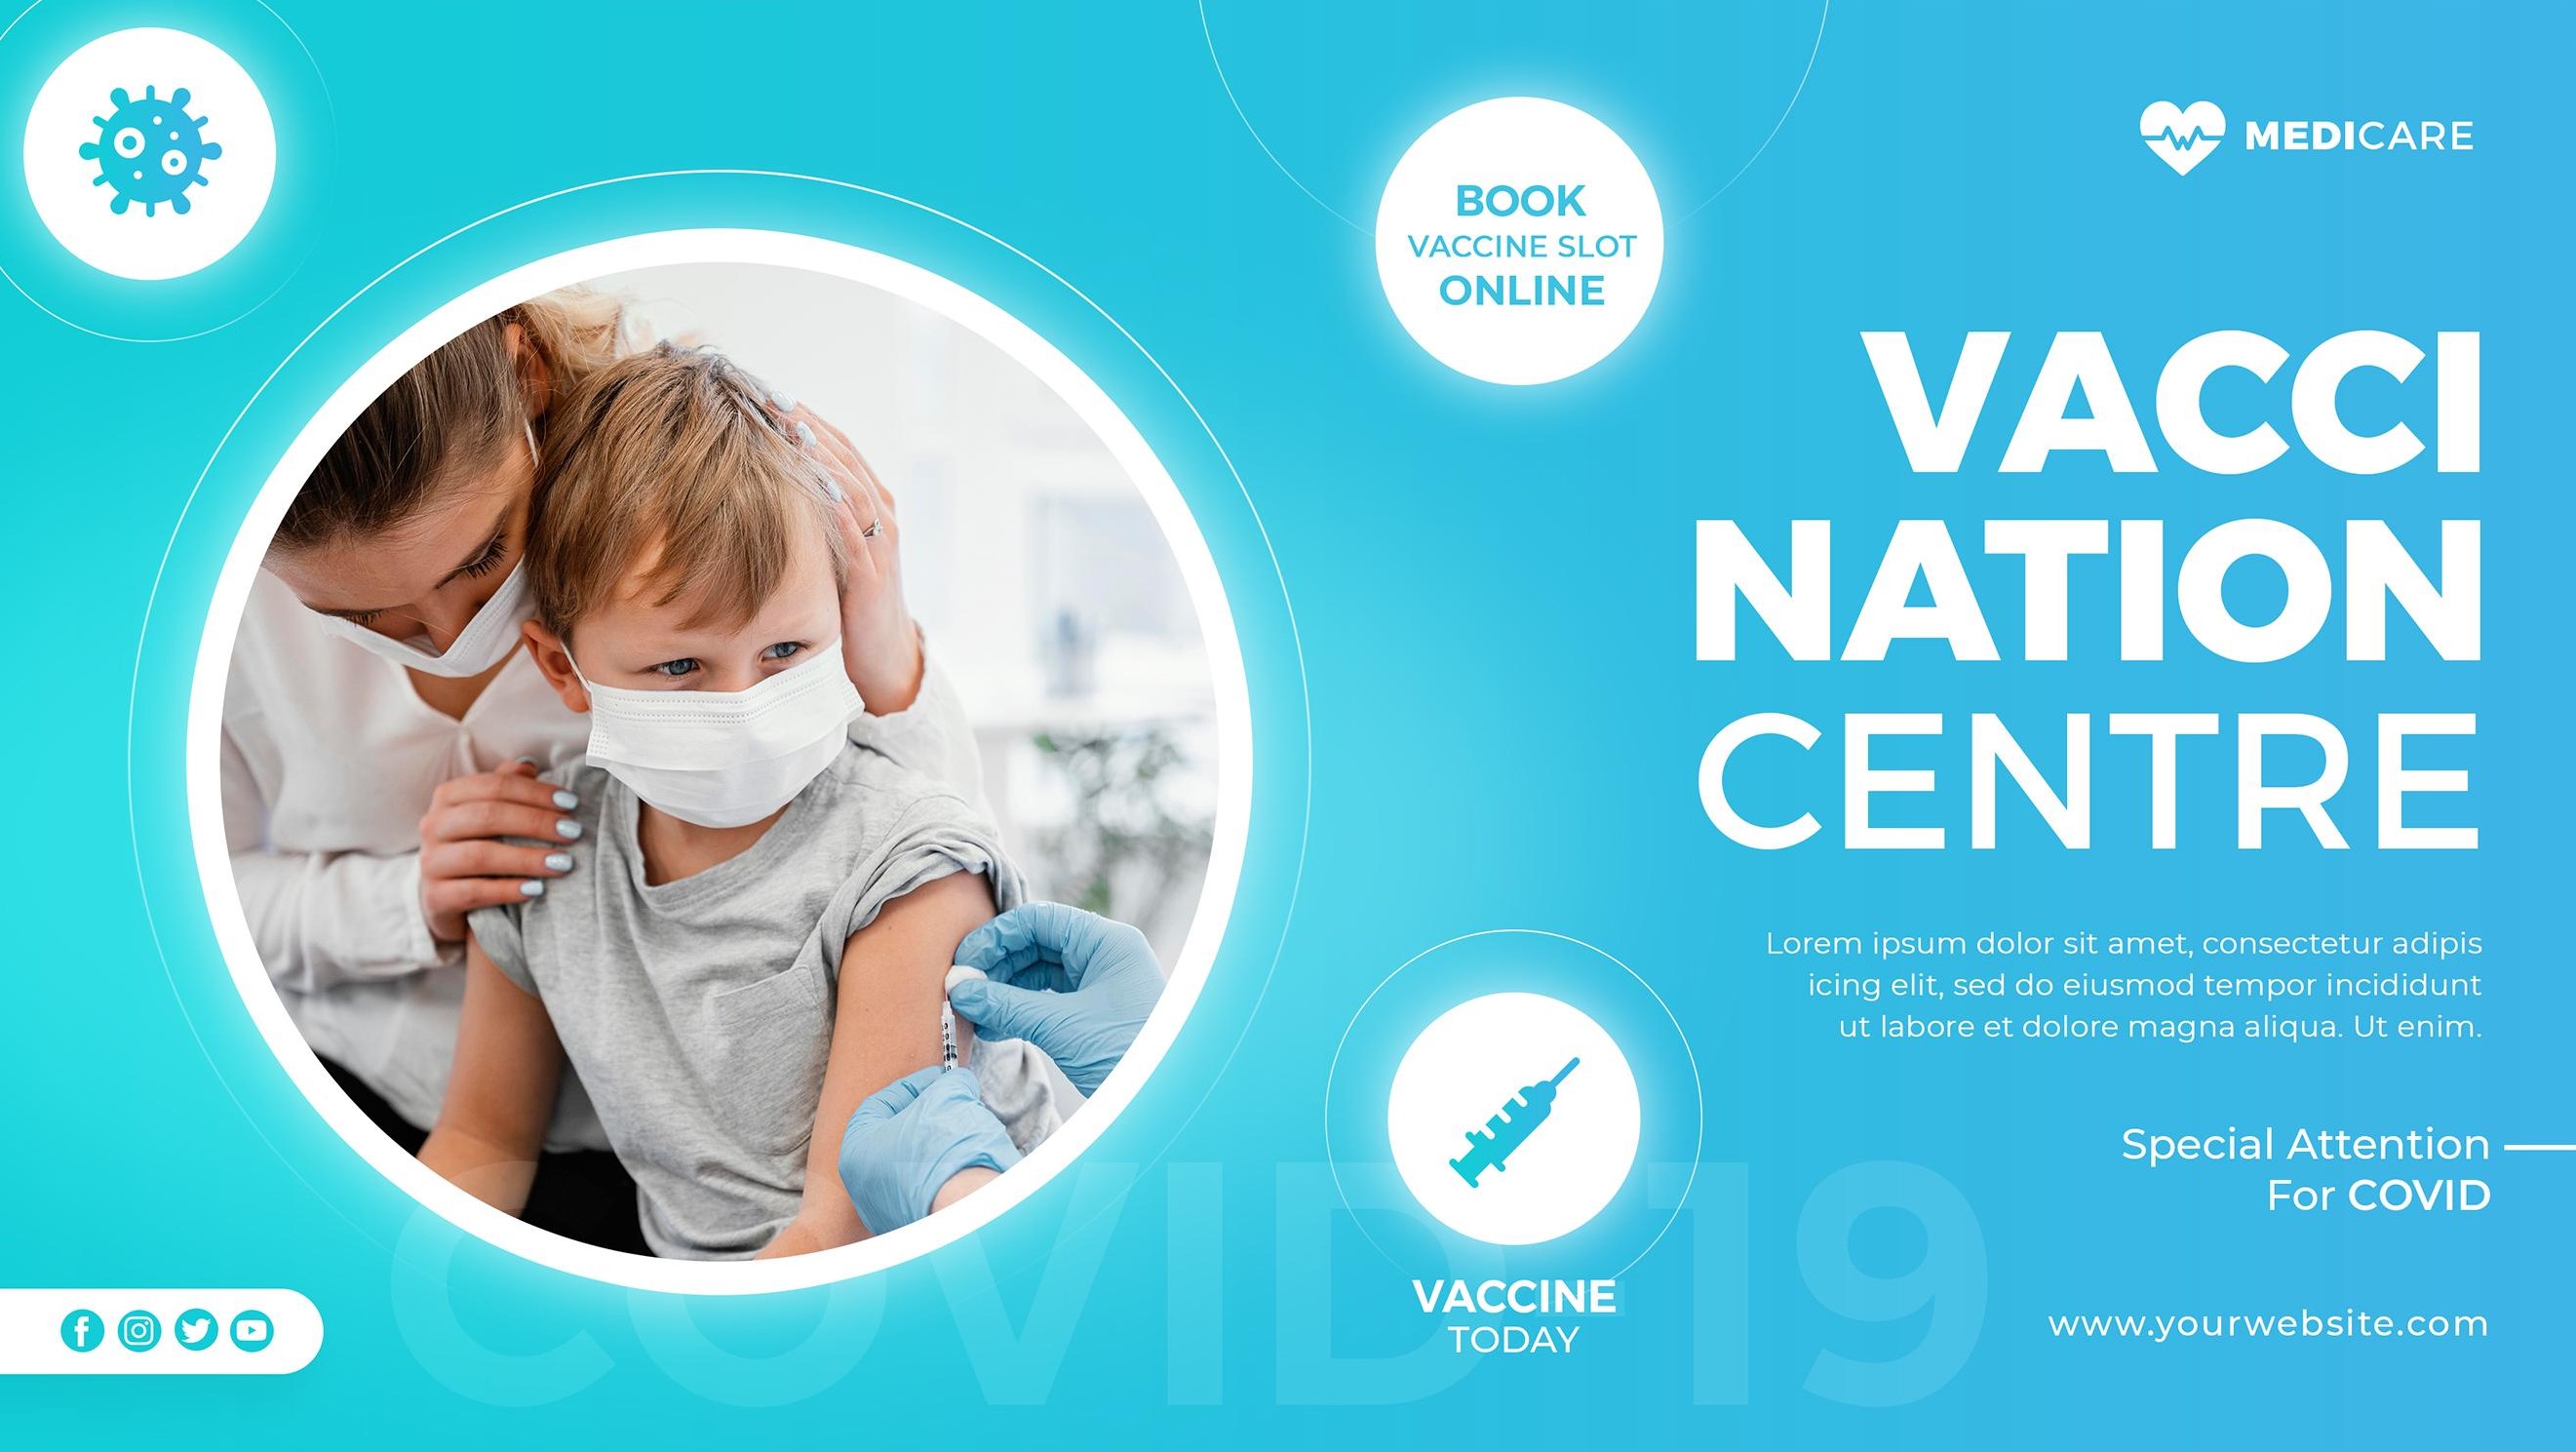 MEDICARE
BOOK
VACCINE SLOT
ONLINE
VACCI
NATION
CENTRE
Lorem ipsum dolor sit amet, consectetur adipis
icing elit, sed do eiusmod tempor incididunt
ut labore et dolore magna aliqua. Ut enim.
Special Attention
For COVID
VACCINE
TODAY
www.yourwebsite.com
COVID-19